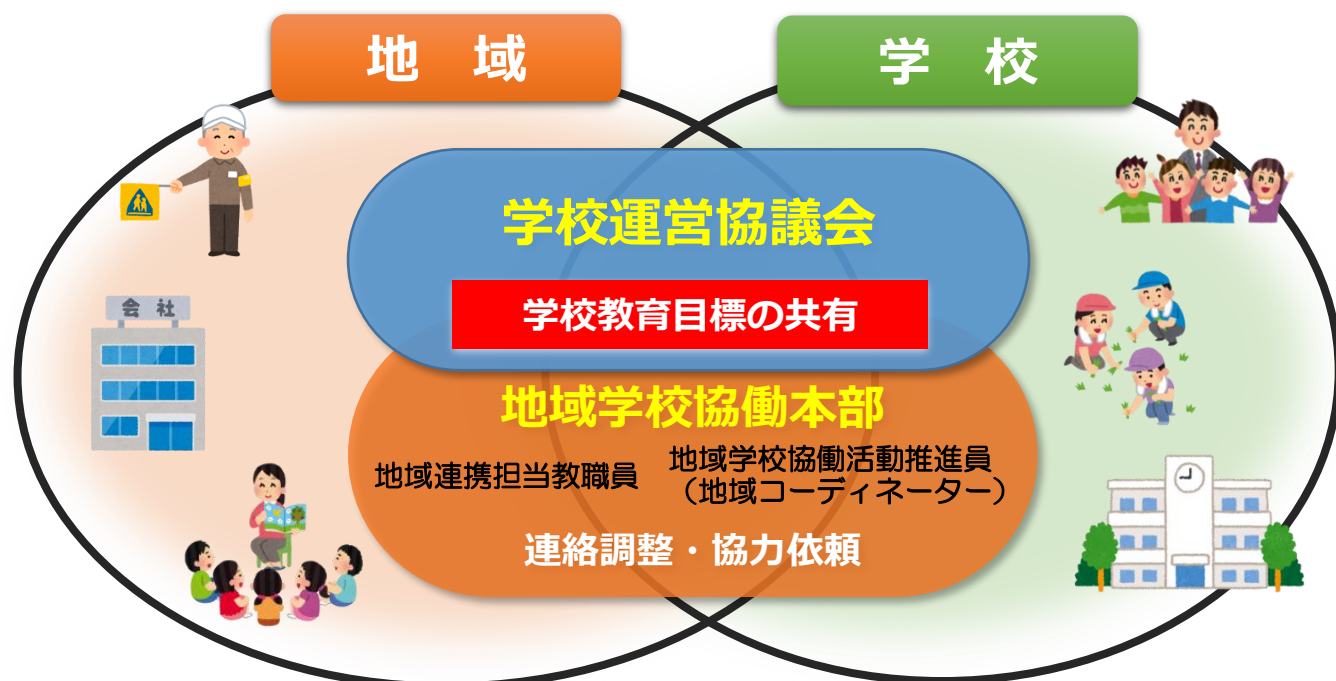 地　域
学　校
学校運営協議会
学校教育目標の共有
会 社
地域学校協働本部
地域連携担当教職員
地域学校協働活動推進員
（地域コーディネーター）
連絡調整・協力依頼